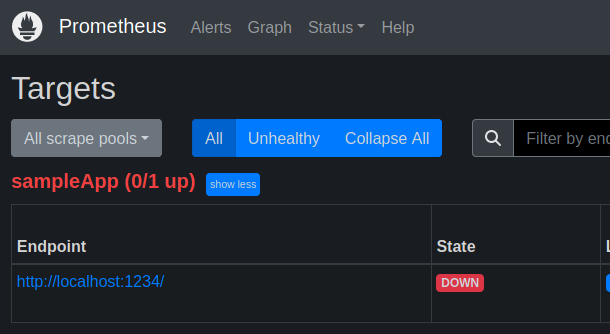 Prometheus Alerts Graph Status Help
Targets
All scrape pools All Unhealthy Collapse All Filter by
sampleApp (0/1 up) show less
Endpoint State
http://localhost:1234/ DOWN